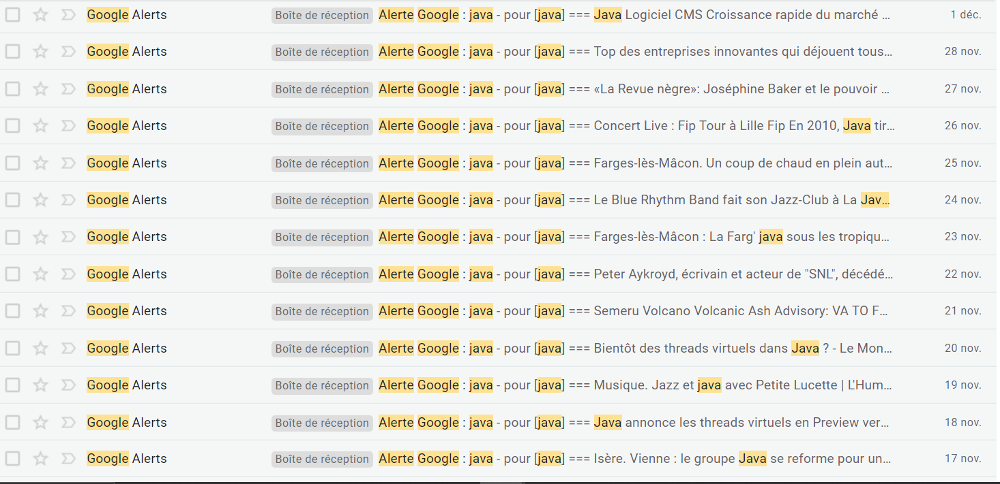 Google Alerts Boîte de réception Alerte Google : java - pour [java] === Java Logiciel CMS Croissance rapide du marché ... 1 déc.
Google Alerts Boîte de réception Alerte Google : java - pour [java] === Top des entreprises innovantes qui déjouent tous... 28 nov.
Google Alerts Boîte de réception Alerte Google : java - pour [java] === «La Revue nègre»: Joséphine Baker et le pouvoir ... 27 nov.
Google Alerts Boîte de réception Alerte Google : java - pour [java] === Concert Live : Fip Tour à Lille Fip En 2010, Java tir... 26 nov.
Google Alerts Boîte de réception Alerte Google : java - pour [java] === Farges-lès-Mâcon. Un coup de chaud en plein aut... 25 nov.
Google Alerts Boîte de réception Alerte Google : java - pour [java] === Le Blue Rhythm Band fait son Jazz-Club à La Jav... 24 nov.
Google Alerts Boîte de réception Alerte Google : java - pour [java] === Farges-lès-Mâcon : La Farg' java sous les tropiqu... 23 nov.
Google Alerts Boîte de réception Alerte Google : java - pour [java] === Peter Aykroyd, écrivain et acteur de "SNL", décédé... 22 nov.
Google Alerts Boîte de réception Alerte Google : java - pour [java] === Semeru Volcano Volcanic Ash Advisory: VA TO F... 21 nov.
Google Alerts Boîte de réception Alerte Google : java - pour [java] === Bientôt des threads virtuels dans Java ? - Le Mon... 20 nov.
Google Alerts Boîte de réception Alerte Google : java - pour [java] === Musique. Jazz et java avec Petite Lucette | L'Hum... 19 nov.
Google Alerts Boîte de réception Alerte Google : java - pour [java] === Java annonce les threads virtuels en Preview ver... 18 nov.
Google Alerts Boîte de réception Alerte Google : java - pour [java] === Isère. Vienne : le groupe Java se reforme pour un... 17 nov.